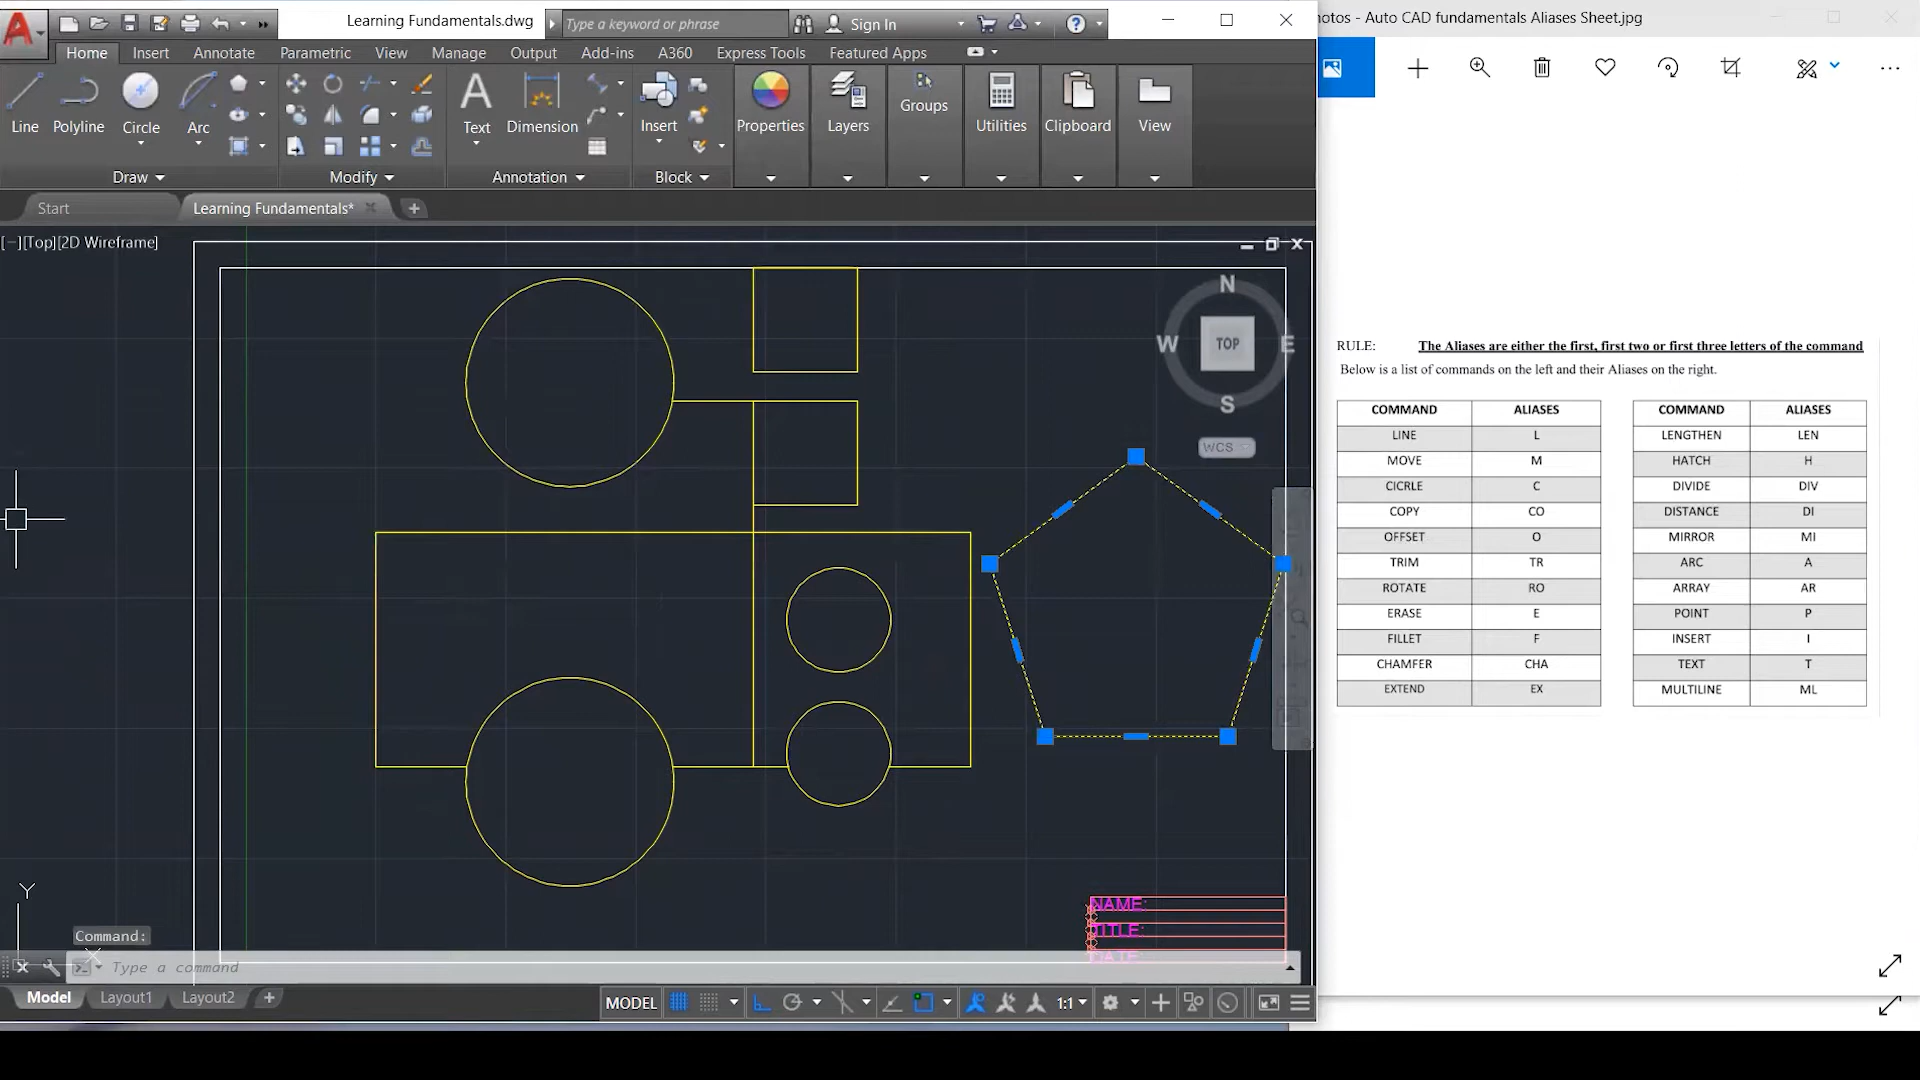 Learning Fundamentals.dwg
Type a keyword or phrase
Sign In
Home Insert Annotate Parametric View Manage Output Add-ins A360 Express Tools Featured Apps
Line Polyline Circle Arc
Text Dimension
Insert
Properties
Layers
Groups
Utilities
Clipboard
View
Draw
Modify
Annotation
Block
Start
Learning Fundamentals*
[−][Top][2D Wireframe]
N
W TOP E
S
WCS
Y
X
NAME:
TITLE:
DATE:
Command:
Type a command
Model Layout1 Layout2
MODEL
1:1
hotos - Auto CAD fundamentals Aliases Sheet.jpg
RULE: The Aliases are either the first, first two or first three letters of the command
Below is a list of commands on the left and their Aliases on the right.
COMMAND ALIASES
LINE L
MOVE M
CICRLE C
COPY CO
OFFSET O
TRIM TR
ROTATE RO
ERASE E
FILLET F
CHAMFER CHA
EXTEND EX
COMMAND ALIASES
LENGTHEN LEN
HATCH H
DIVIDE DIV
DISTANCE DI
MIRROR MI
ARC A
ARRAY AR
POINT P
INSERT I
TEXT T
MULTILINE ML